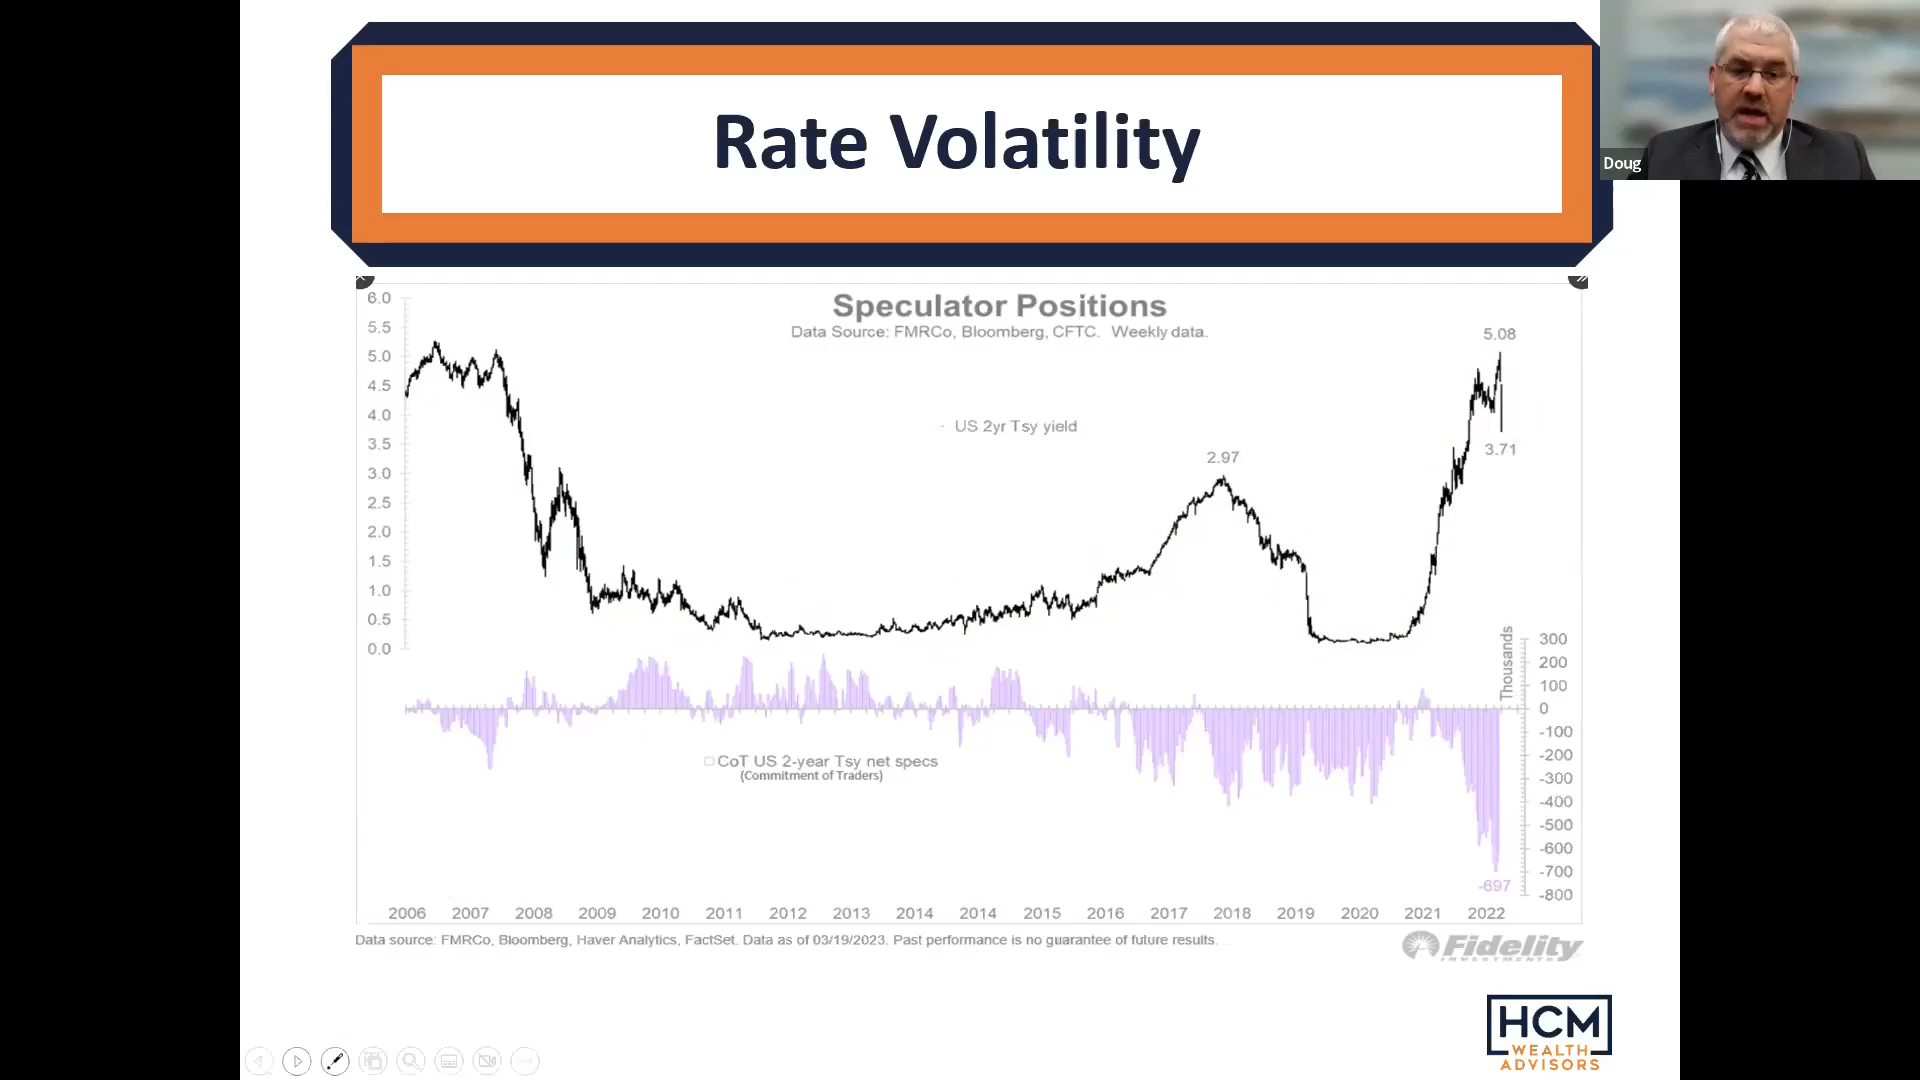 Rate Volatility
Doug
Speculator Positions
Data Source: FMRCo, Bloomberg, CFTC. Weekly data.
6.0
5.5
5.0
4.5
4.0
3.5
3.0
2.5
2.0
1.5
1.0
0.5
0.0
5.08
US 2yr Tsy yield
3.71
2.97
Thousands
300
200
100
0
-100
-200
-300
-400
-500
-600
-700
-800
CoT US 2-year Tsy net specs
(Commitment of Traders)
-697
2006 2007 2008 2009 2010 2011 2012 2013 2014 2014 2015 2016 2017 2018 2019 2020 2021 2022
Data source: FMRCo, Bloomberg, Haver Analytics, FactSet. Data as of 03/19/2023. Past performance is no guarantee of future results.
Fidelity
INVESTMENTS
HCM
WEALTH
ADVISORS